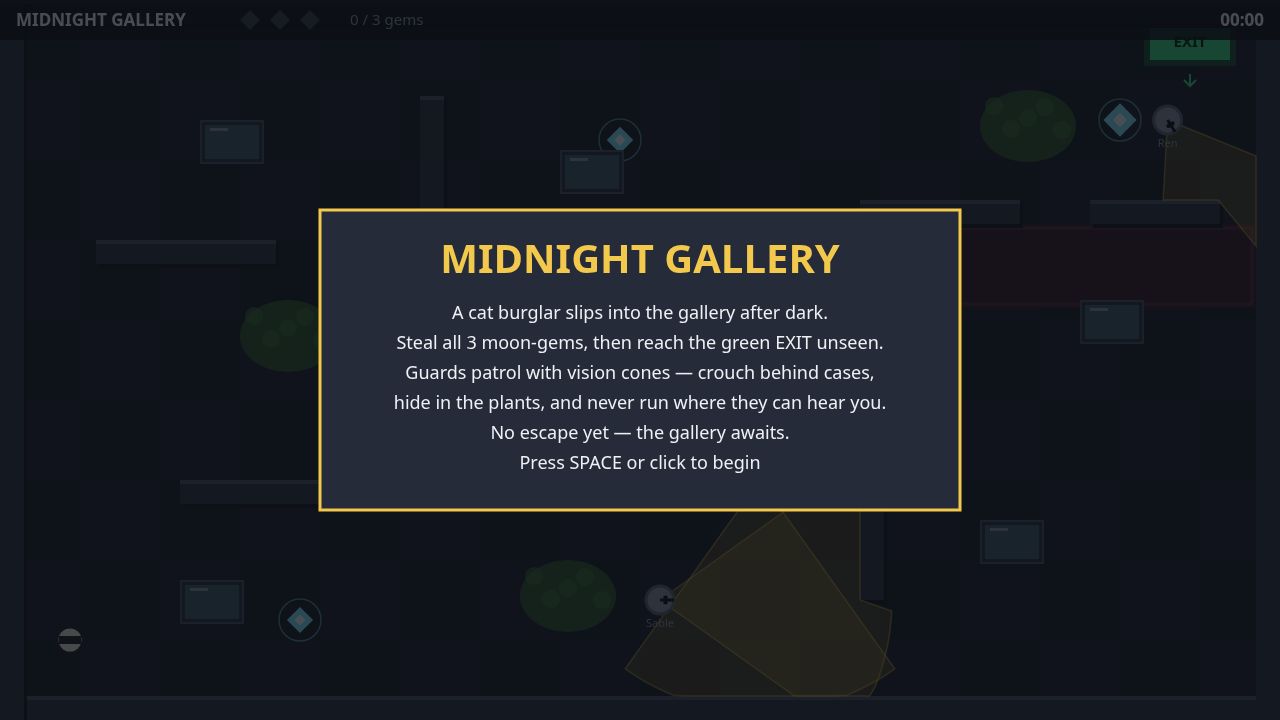 MIDNIGHT GALLERY
0 / 3 gems
00:00
EXIT
Ren
MIDNIGHT GALLERY
A cat burglar slips into the gallery after dark.
Steal all 3 moon-gems, then reach the green EXIT unseen.
Guards patrol with vision cones — crouch behind cases,
hide in the plants, and never run where they can hear you.
No escape yet — the gallery awaits.
Press SPACE or click to begin
Sable